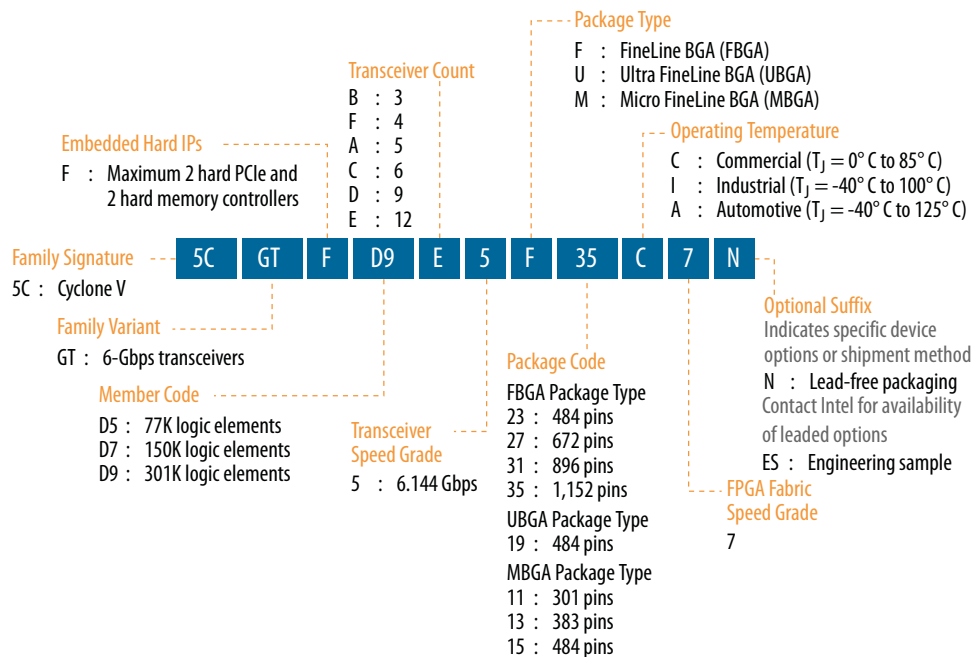 Package Type
F : FineLine BGA (FBGA)
U : Ultra FineLine BGA (UBGA)
M : Micro FineLine BGA (MBGA)
Transceiver Count
B : 3
F : 4
A : 5
C : 6
D : 9
E : 12
Embedded Hard IPs
F : Maximum 2 hard PCIe and
2 hard memory controllers
Operating Temperature
C : Commercial (TJ = 0° C to 85° C)
I : Industrial (TJ = -40° C to 100° C)
A : Automotive (TJ = -40° C to 125° C)
5C GT F D9 E 5 F 35 C 7 N
Family Signature
5C : Cyclone V
Family Variant
GT : 6-Gbps transceivers
Member Code
D5 : 77K logic elements
D7 : 150K logic elements
D9 : 301K logic elements
Transceiver
Speed Grade
5 : 6.144 Gbps
Package Code
FBGA Package Type
23 : 484 pins
27 : 672 pins
31 : 896 pins
35 : 1,152 pins
UBGA Package Type
19 : 484 pins
MBGA Package Type
11 : 301 pins
13 : 383 pins
15 : 484 pins
Optional Suffix
Indicates specific device
options or shipment method
N : Lead-free packaging
Contact Intel for availability
of leaded options
ES : Engineering sample
FPGA Fabric
Speed Grade
7